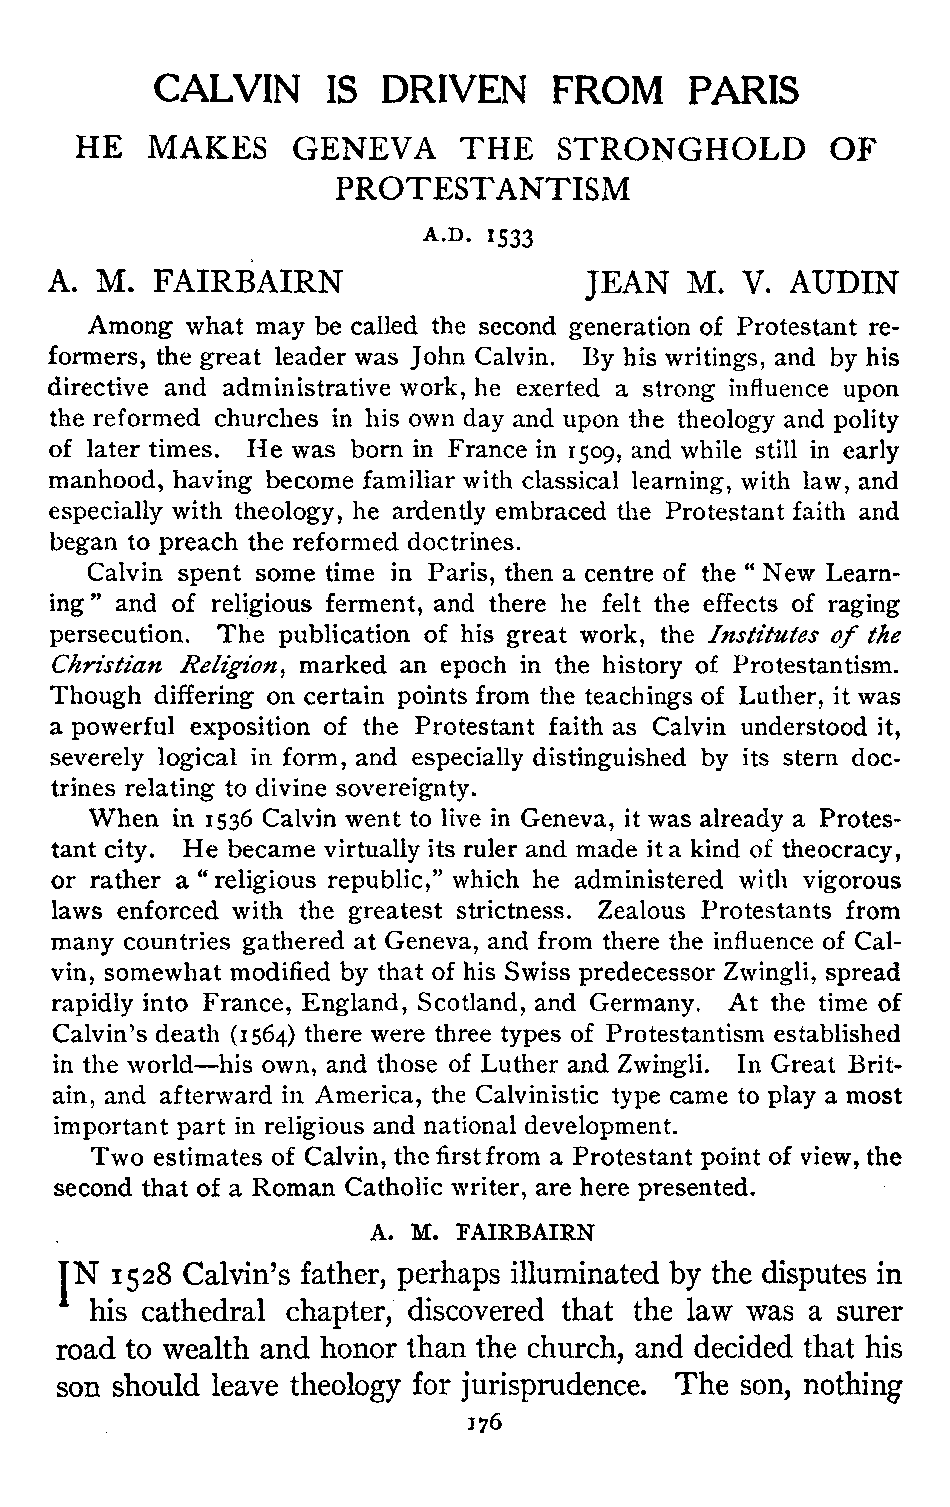 CALVIN IS DRIVEN FROM PARIS
HE MAKES GENEVA THE STRONGHOLD OF
PROTESTANTISM
A.D. 1533
A. M. FAIRBAIRN JEAN M. V. AUDIN
Among what may be called the second generation of Protestant re-
formers, the great leader was John Calvin. By his writings, and by his
directive and administrative work, he exerted a strong influence upon
the reformed churches in his own day and upon the theology and polity
of later times. He was born in France in 1509, and while still in early
manhood, having become familiar with classical learning, with law, and
especially with theology, he ardently embraced the Protestant faith and
began to preach the reformed doctrines.
Calvin spent some time in Paris, then a centre of the “New Learn-
ing” and of religious ferment, and there he felt the effects of raging
persecution. The publication of his great work, the Institutes of the
Christian Religion, marked an epoch in the history of Protestantism.
Though differing on certain points from the teachings of Luther, it was
a powerful exposition of the Protestant faith as Calvin understood it,
severely logical in form, and especially distinguished by its stern doc-
trines relating to divine sovereignty.
When in 1536 Calvin went to live in Geneva, it was already a Protes-
tant city. He became virtually its ruler and made it a kind of theocracy,
or rather a “religious republic,” which he administered with vigorous
laws enforced with the greatest strictness. Zealous Protestants from
many countries gathered at Geneva, and from there the influence of Cal-
vin, somewhat modified by that of his Swiss predecessor Zwingli, spread
rapidly into France, England, Scotland, and Germany. At the time of
Calvin’s death (1564) there were three types of Protestantism established
in the world—his own, and those of Luther and Zwingli. In Great Brit-
ain, and afterward in America, the Calvinistic type came to play a most
important part in religious and national development.
Two estimates of Calvin, the first from a Protestant point of view, the
second that of a Roman Catholic writer, are here presented.
A. M. FAIRBAIRN
IN 1528 Calvin’s father, perhaps illuminated by the disputes in
his cathedral chapter, discovered that the law was a surer
road to wealth and honor than the church, and decided that his
son should leave theology for jurisprudence. The son, nothing
176